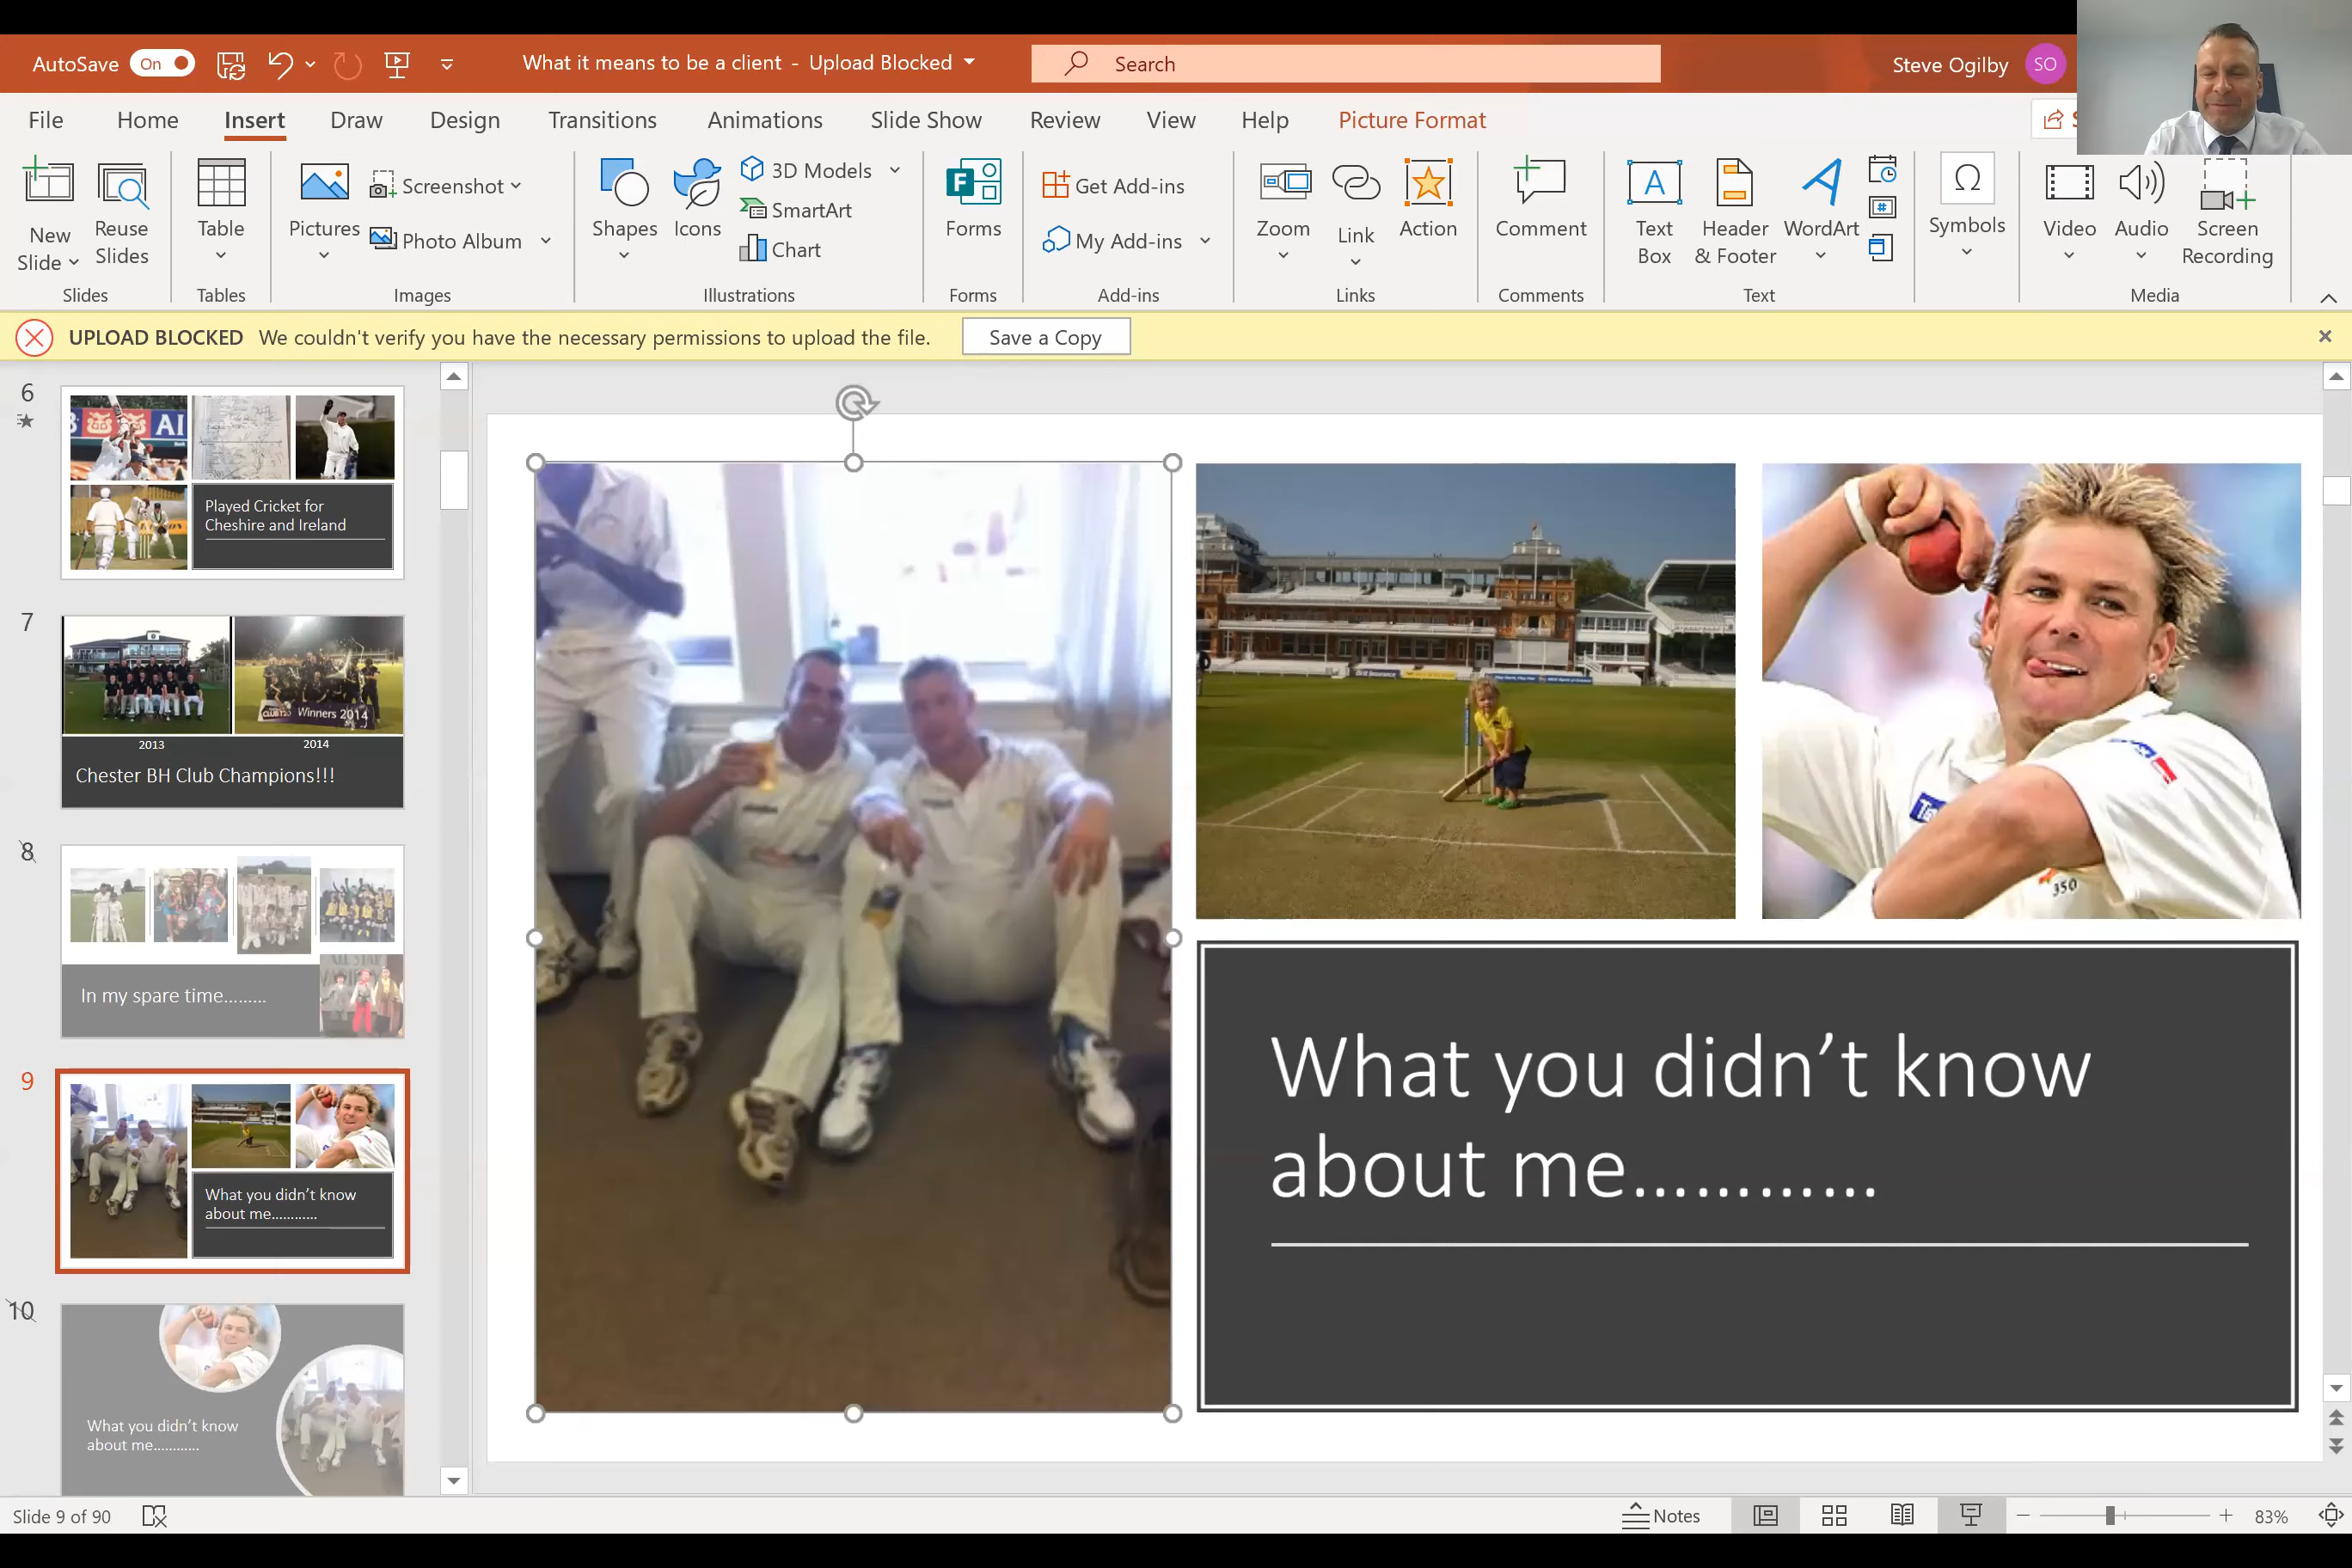 AutoSave On
What it means to be a client - Upload Blocked
Search
Steve Ogilby SO
File Home Insert Draw Design Transitions Animations Slide Show Review View Help Picture Format
New Slide
Reuse Slides
Slides
Table
Tables
Pictures
Screenshot
Photo Album
Images
Shapes
Icons
3D Models
SmartArt
Chart
Illustrations
Forms
Forms
Get Add-ins
My Add-ins
Add-ins
Zoom
Link
Action
Links
Comment
Comments
Text Box
Header & Footer
WordArt
Text
Symbols
Video
Audio
Screen Recording
Media
UPLOAD BLOCKED We couldn't verify you have the necessary permissions to upload the file. Save a Copy
6
AI
Played Cricket for
Cheshire and Ireland
7
Winners 2014
2013 2014
Chester BH Club Champions!!!
8
In my spare time.........
9
What you didn't know
about me............
10
What you didn't know
about me............
350
What you didn't know
about me............
Slide 9 of 90
Notes
83%